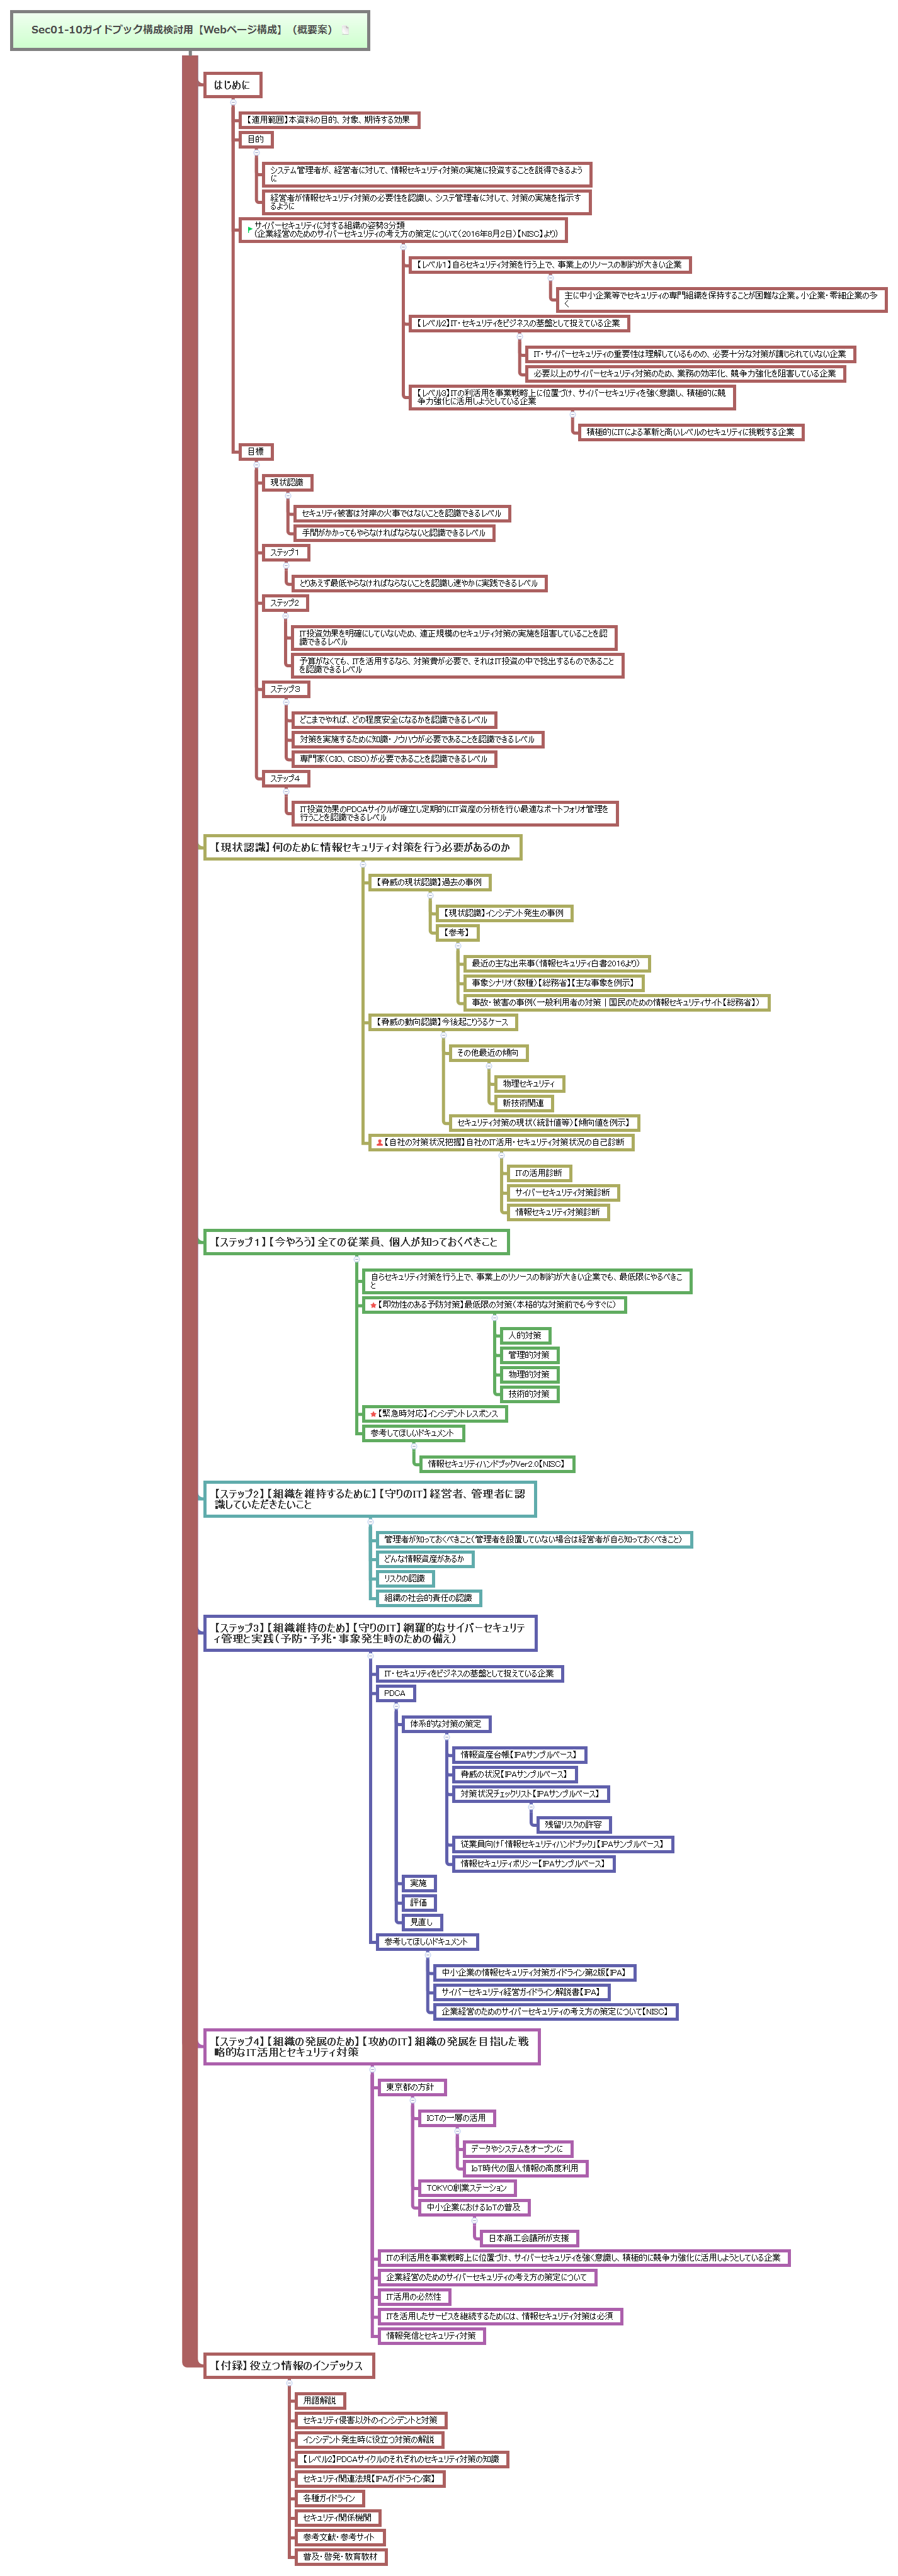 Sec01-10ガイドブック構成検討用【Webページ構成】（概要案）
はじめに
【適用範囲】本資料の目的、対象、期待する効果
目的
システム管理者が、経営者に対して、情報セキュリティ対策の実施に投資することを説得できるよう
に
経営者が情報セキュリティ対策の必要性を認識し、システ管理者に対して、対策の実施を指示す
るように
サイバーセキュリティに対する組織の姿勢3分類
（企業経営のためのサイバーセキュリティの考え方の策定について（2016年8月2日）【NISC】より）
【レベル1】自らセキュリティ対策を行う上で、事業上のリソースの制約が大きい企業
主に中小企業等でセキュリティの専門組織を保持することが困難な企業。小企業・零細企業の多
く
【レベル2】IT・セキュリティをビジネスの基盤として捉えている企業
IT・サイバーセキュリティの重要性は理解しているものの、必要十分な対策が講じられていない企業
必要以上のサイバーセキュリティ対策のため、業務の効率化、競争力強化を阻害している企業
【レベル3】ITの利活用を事業戦略上に位置づけ、サイバーセキュリティを強く意識し、積極的に競
争力強化に活用しようとしている企業
積極的にITによる革新と高いレベルのセキュリティに挑戦する企業
目標
現状認識
セキュリティ被害は対岸の火事ではないことを認識できるレベル
手間がかかってもやらなければならないと認識できるレベル
ステップ1
とりあえず最低やらなければならないことを認識し速やかに実践できるレベル
ステップ2
IT投資効果を明確にしていないため、適正規模のセキュリティ対策の実施を阻害していることを認
識できるレベル
予算がなくても、ITを活用するなら、対策費が必要で、それはIT投資の中で捻出するものであること
を認識できるレベル
ステップ3
どこまでやれば、どの程度安全になるかを認識できるレベル
対策を実施するために知識・ノウハウが必要であることを認識できるレベル
専門家（CIO、CISO）が必要であることを認識できるレベル
ステップ4
IT投資効果のPDCAサイクルが確立し定期的にIT資産の分析を行い最適なポートフォリオ管理を
行うことを認識できるレベル
【現状認識】何のために情報セキュリティ対策を行う必要があるのか
【脅威の現状認識】過去の事例
【現状認識】インシデント発生の事例
【参考】
最近の主な出来事（情報セキュリティ白書2016より）
事象シナリオ（数種）【総務省】【主な事象を例示】
事故・被害の事例（一般利用者の対策｜国民のための情報セキュリティサイト【総務省】）
【脅威の動向認識】今後起こりうるケース
その他最近の傾向
物理セキュリティ
新技術関連
セキュリティ対策の現状（統計値等）【傾向値を例示】
【自社の対策状況把握】自社のIT活用・セキュリティ対策状況の自己診断
ITの活用診断
サイバーセキュリティ対策診断
情報セキュリティ対策診断
【ステップ1】【今やろう】全ての従業員、個人が知っておくべきこと
自らセキュリティ対策を行う上で、事業上のリソースの制約が大きい企業でも、最低限にやるべきこ
と
【即効性のある予防対策】最低限の対策（本格的な対策前でも今すぐに）
人的対策
管理的対策
物理的対策
技術的対策
【緊急時対応】インシデントレスポンス
参考してほしいドキュメント
情報セキュリティハンドブックVer2.0【NISC】
【ステップ2】【組織を維持するために】【守りのIT】経営者、管理者に認
識していただきたいこと
管理者が知っておくべきこと（管理者を設置していない場合は経営者が自ら知っておくべきこと）
どんな情報資産があるか
リスクの認識
組織の社会的責任の認識
【ステップ3】【組織維持のため】【守りのIT】網羅的なサイバーセキュリテ
ィ管理と実践（予防・予兆・事象発生時のための備え）
IT・セキュリティをビジネスの基盤として捉えている企業
PDCA
体系的な対策の策定
情報資産台帳【IPAサンプルベース】
脅威の状況【IPAサンプルベース】
対策状況チェックリスト【IPAサンプルベース】
残留リスクの許容
従業員向け「情報セキュリティハンドブック」【IPAサンプルベース】
情報セキュリティポリシー【IPAサンプルベース】
実施
評価
見直し
参考してほしいドキュメント
中小企業の情報セキュリティ対策ガイドライン第2版【IPA】
サイバーセキュリティ経営ガイドライン解説書【IPA】
企業経営のためのサイバーセキュリティの考え方の策定について【NISC】
【ステップ4】【組織の発展のため】【攻めのIT】組織の発展を目指した戦
略的なIT活用とセキュリティ対策
東京都の方針
ICTの一層の活用
データやシステムをオープンに
IoT時代の個人情報の高度利用
TOKYO創業ステーション
中小企業におけるIoTの普及
日本商工会議所が支援
ITの利活用を事業戦略上に位置づけ、サイバーセキュリティを強く意識し、積極的に競争力強化に活用しようとしている企業
企業経営のためのサイバーセキュリティの考え方の策定について
IT活用の必然性
ITを活用したサービスを継続するためには、情報セキュリティ対策は必須
情報発信とセキュリティ対策
【付録】役立つ情報のインデックス
用語解説
セキュリティ侵害以外のインシデントと対策
インシデント発生時に役立つ対策の解説
【レベル2】PDCAサイクルのそれぞれのセキュリティ対策の知識
セキュリティ関連法規【IPAガイドライン案】
各種ガイドライン
セキュリティ関係機関
参考文献・参考サイト
普及・啓発・教育教材